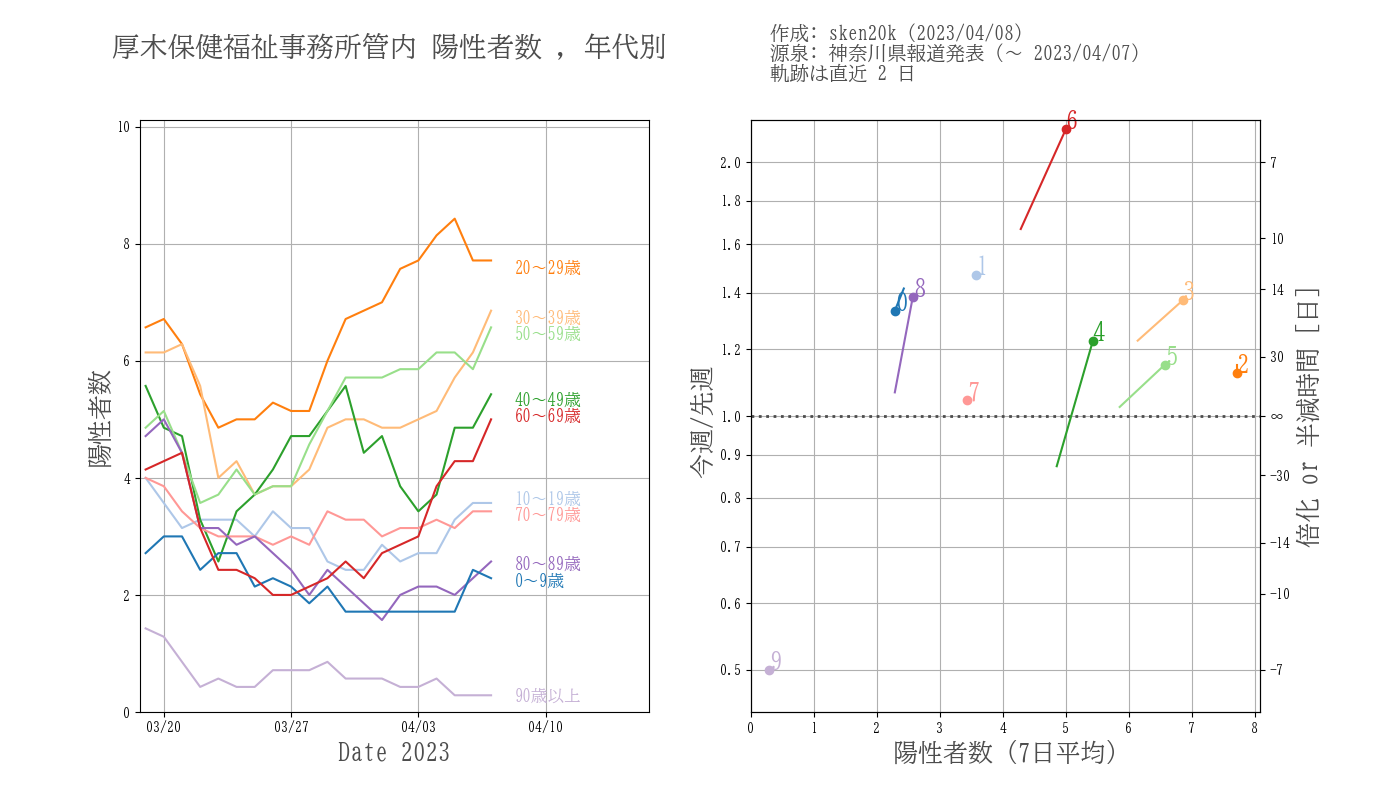 厚木保健福祉事務所管内 陽性者数 , 年代別
作成: sken20k (2023/04/08)
源泉: 神奈川県報道発表 (～ 2023/04/07)
軌跡は直近 2 日
陽性者数
10
8
6
4
2
0
20～29歳
30～39歳
50～59歳
40～49歳
60～69歳
10～19歳
70～79歳
80～89歳
0～9歳
90歳以上
03/20
03/27
04/03
04/10
Date 2023
今週/先週
2.0
1.8
1.6
1.4
1.2
1.0
0.9
0.8
0.7
0.6
0.5
6
1
8
0
3
4
5
2
7
9
7
10
14
30
∞
-30
-14
-10
-7
倍化 or 半減時間 [日]
0
1
2
3
4
5
6
7
8
陽性者数 (7日平均)